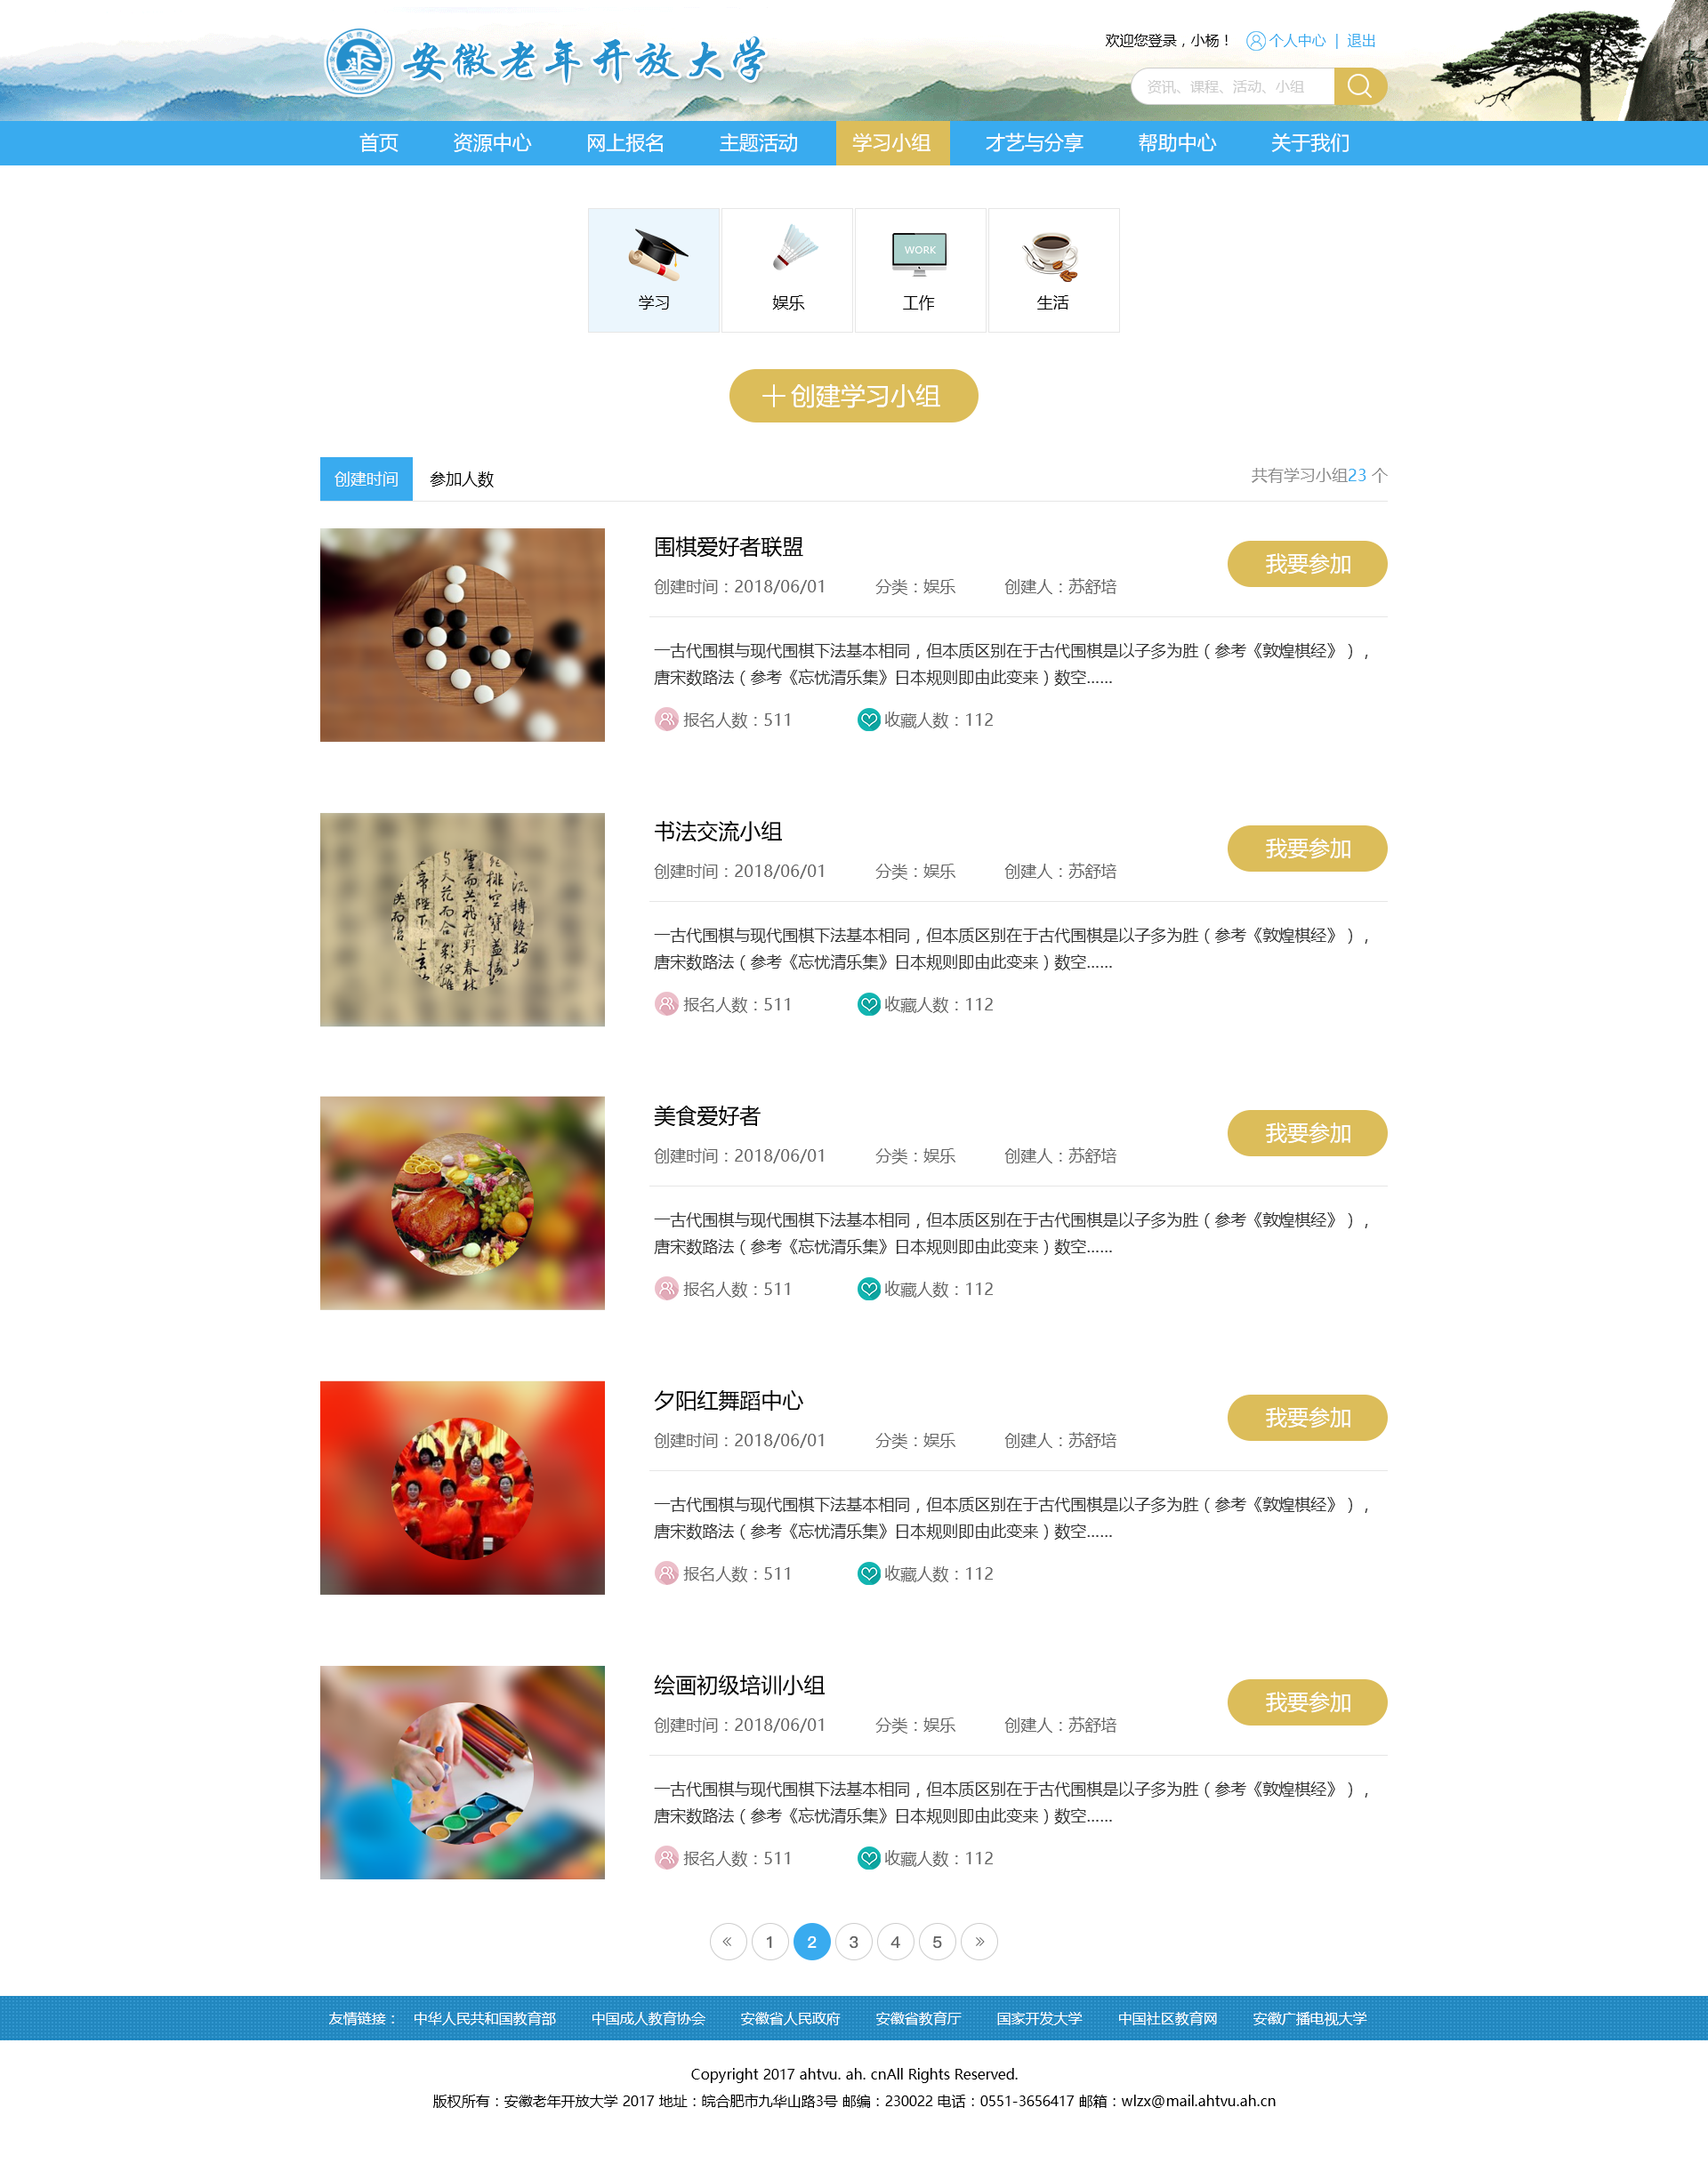 安徽老年开放大学
欢迎您登录，小杨！ 个人中心 | 退出
资讯、课程、活动、小组
首页 资源中心 网上报名 主题活动 学习小组 才艺与分享 帮助中心 关于我们
WORK
学习 娱乐 工作 生活
十创建学习小组
创建时间 参加人数 共有学习小组23 个
围棋爱好者联盟
我要参加
创建时间：2018/06/01 分类：娱乐 创建人：苏舒培
一古代围棋与现代围棋下法基本相同，但本质区别在于古代围棋是以子多为胜（参考《敦煌棋经》），
唐宋数路法（参考《忘忧清乐集》日本规则即由此变来）数空......
报名人数：511 收藏人数：112
书法交流小组
我要参加
创建时间：2018/06/01 分类：娱乐 创建人：苏舒培
一古代围棋与现代围棋下法基本相同，但本质区别在于古代围棋是以子多为胜（参考《敦煌棋经》），
唐宋数路法（参考《忘忧清乐集》日本规则即由此变来）数空......
报名人数：511 收藏人数：112
美食爱好者
我要参加
创建时间：2018/06/01 分类：娱乐 创建人：苏舒培
一古代围棋与现代围棋下法基本相同，但本质区别在于古代围棋是以子多为胜（参考《敦煌棋经》），
唐宋数路法（参考《忘忧清乐集》日本规则即由此变来）数空......
报名人数：511 收藏人数：112
夕阳红舞蹈中心
我要参加
创建时间：2018/06/01 分类：娱乐 创建人：苏舒培
一古代围棋与现代围棋下法基本相同，但本质区别在于古代围棋是以子多为胜（参考《敦煌棋经》），
唐宋数路法（参考《忘忧清乐集》日本规则即由此变来）数空......
报名人数：511 收藏人数：112
绘画初级培训小组
我要参加
创建时间：2018/06/01 分类：娱乐 创建人：苏舒培
一古代围棋与现代围棋下法基本相同，但本质区别在于古代围棋是以子多为胜（参考《敦煌棋经》），
唐宋数路法（参考《忘忧清乐集》日本规则即由此变来）数空......
报名人数：511 收藏人数：112
« 1 2 3 4 5 »
友情链接： 中华人民共和国教育部 中国成人教育协会 安徽省人民政府 安徽省教育厅 国家开发大学 中国社区教育网 安徽广播电视大学
Copyright 2017 ahtvu. ah. cnAll Rights Reserved.
版权所有：安徽老年开放大学 2017 地址：皖合肥市九华山路3号 邮编：230022 电话：0551-3656417 邮箱：wlzx@mail.ahtvu.ah.cn